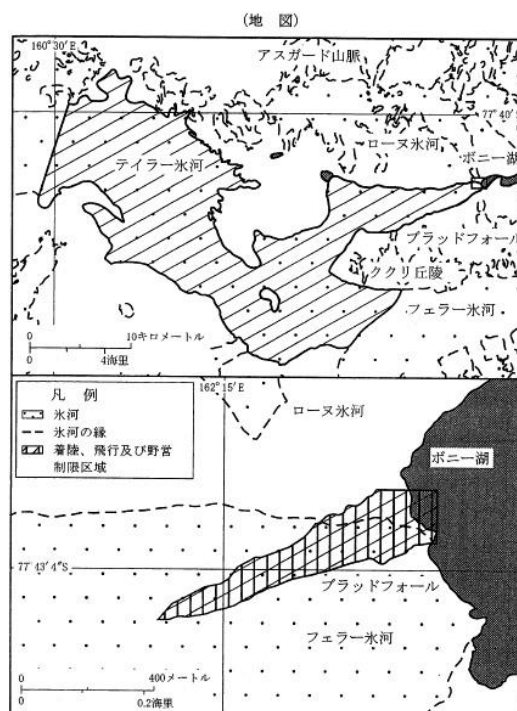 (地 図)
160°30′E
アスガード山脈
77°40′
ローヌ氷河
ボニー湖
テイラー氷河
ブラッドフォール
ククリ丘陵
フェラー氷河
0
10キロメートル
0
4海里
凡 例
氷河
氷河の縁
着陸、飛行及び野営
制限区域
162°15′E
ローヌ氷河
ボニー湖
77°43′4″S
ブラッドフォール
フェラー氷河
0
400メートル
0
0.2海里